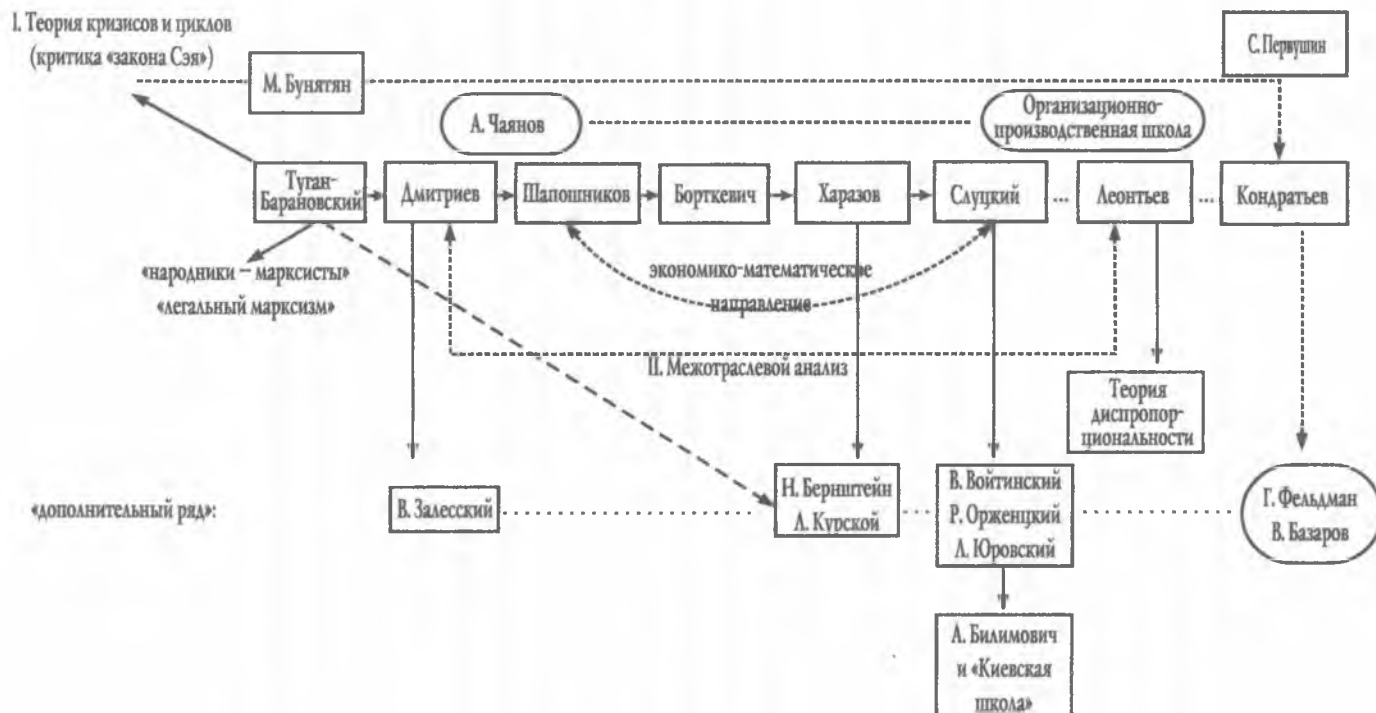 I. Теория кризисов и циклов
(критика «закона Сэя»)
С. Первушин
М. Бунятян
А. Чаянов
Организационно-
производственная школа
Туган-
Барановский
Дмитриев
Шапошников
Борткевич
Харазов
Слуцкий
...
Леонтьев
...
Кондратьев
«народники — марксисты»
«легальный марксизм»
экономико-математическое
направление
II. Межотраслевой анализ
Теория
диспропор-
циональности
«дополнительный ряд»:
В. Залесский
Н. Бернштейн
Л. Курской
В. Войтинский
Р. Орженцкий
Л. Юровский
Г. Фельдман
В. Базаров
А. Билимович
и «Киевская
школа»